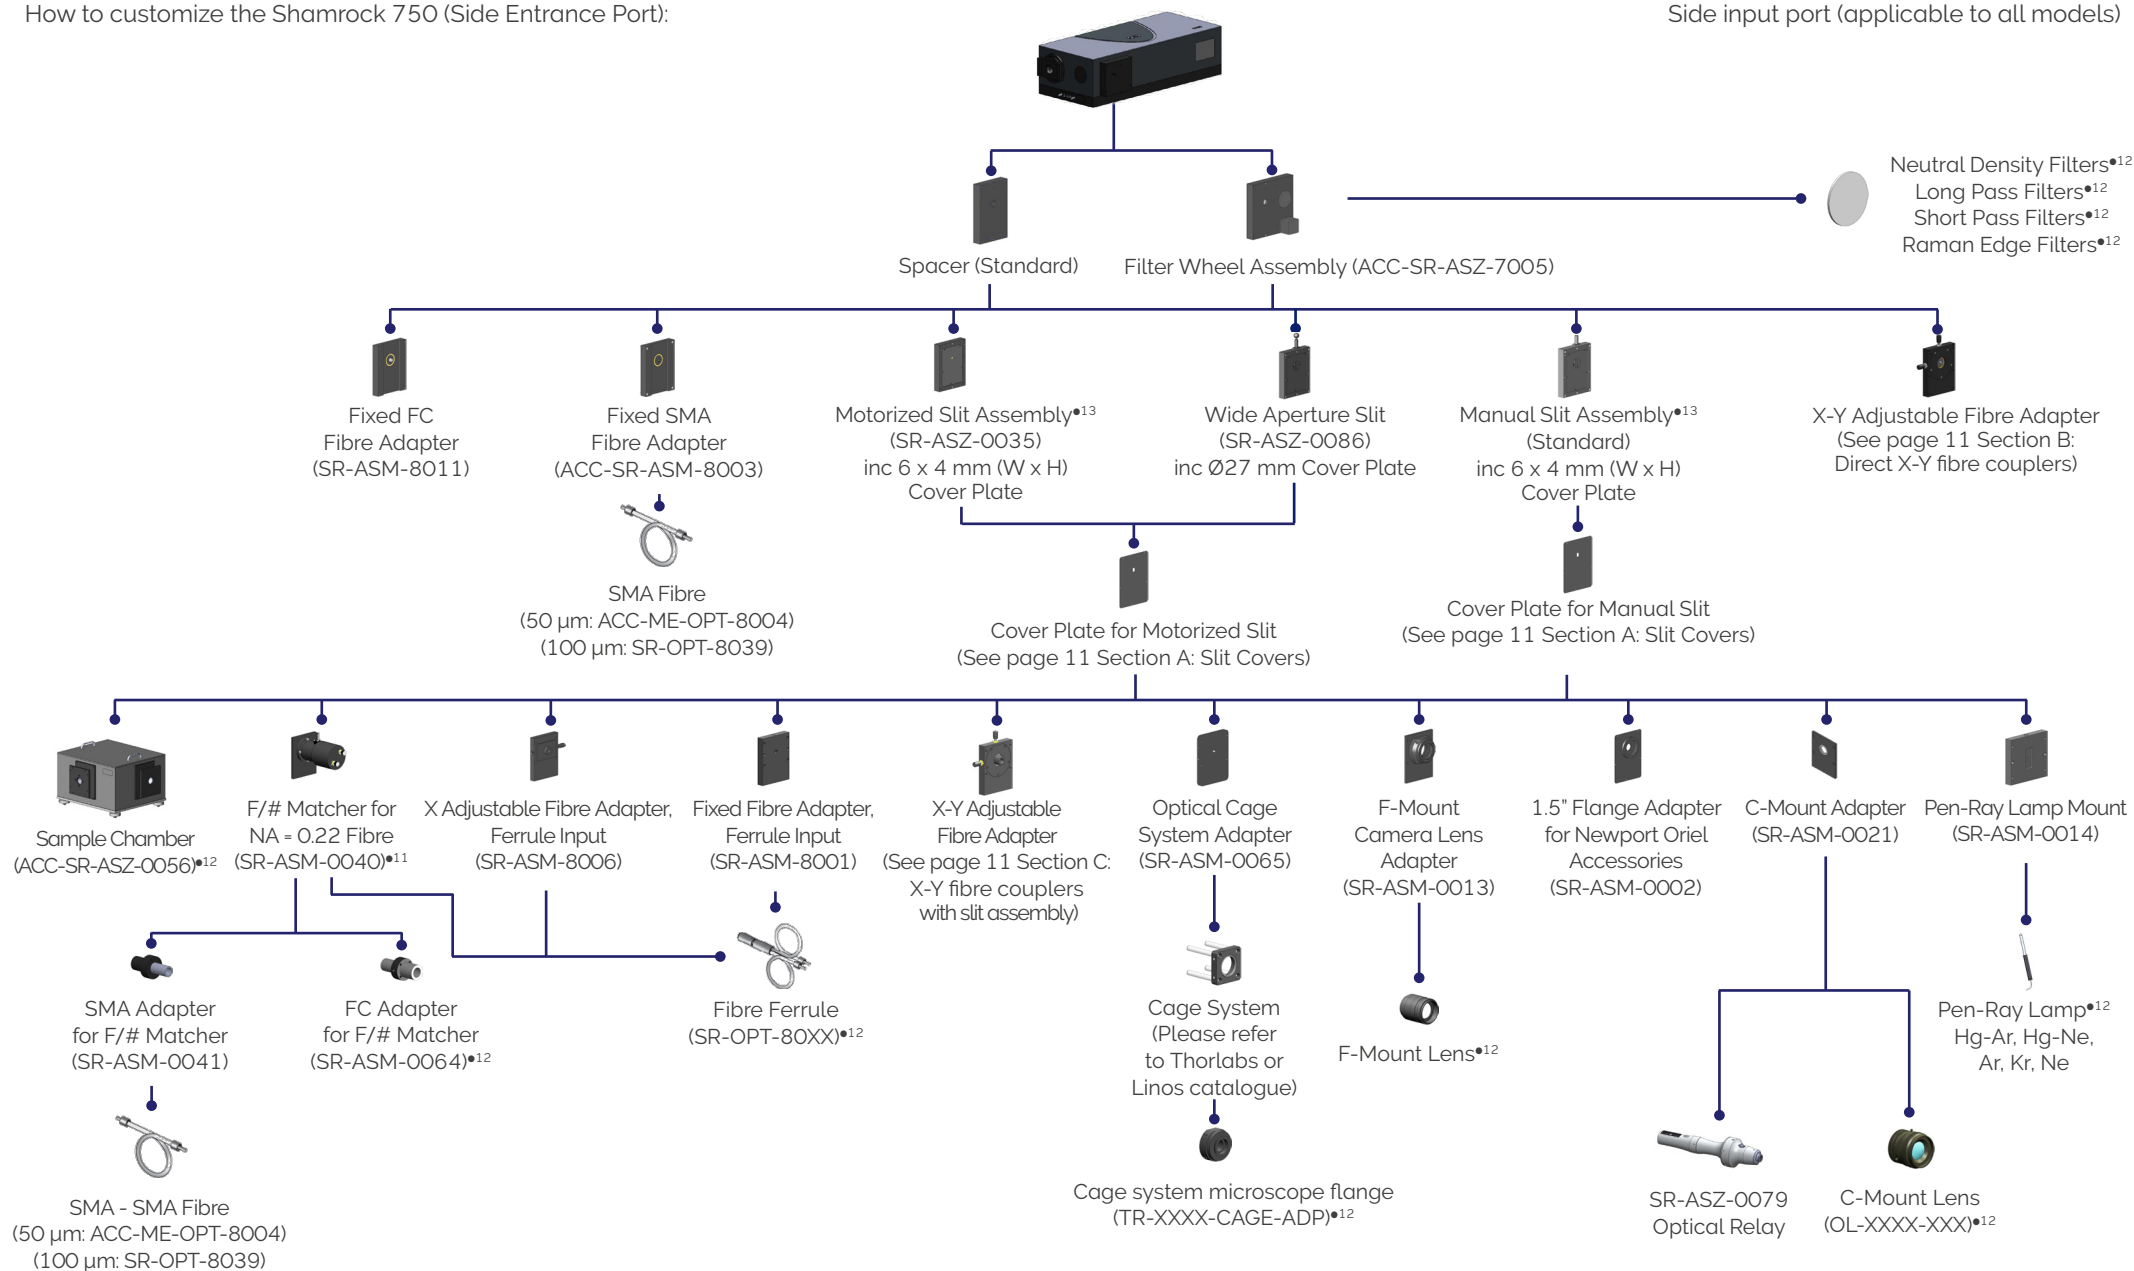 How to customize the Shamrock 750 (Side Entrance Port):
Side input port (applicable to all models)
Neutral Density Filters●12
Long Pass Filters●12
Short Pass Filters●12
Raman Edge Filters●12
Spacer (Standard)
Filter Wheel Assembly (ACC-SR-ASZ-7005)
Fixed FC
Fibre Adapter
(SR-ASM-8011)
Fixed SMA
Fibre Adapter
(ACC-SR-ASM-8003)
Motorized Slit Assembly●13
(SR-ASZ-0035)
inc 6 x 4 mm (W x H)
Cover Plate
Wide Aperture Slit
(SR-ASZ-0086)
inc Ø27 mm Cover Plate
Manual Slit Assembly●13
(Standard)
inc 6 x 4 mm (W x H)
Cover Plate
X-Y Adjustable Fibre Adapter
(See page 11 Section B:
Direct X-Y fibre couplers)
SMA Fibre
(50 µm: ACC-ME-OPT-8004)
(100 µm: SR-OPT-8039)
Cover Plate for Motorized Slit
(See page 11 Section A: Slit Covers)
Cover Plate for Manual Slit
(See page 11 Section A: Slit Covers)
Sample Chamber
(ACC-SR-ASZ-0056)●12
F/# Matcher for
NA = 0.22 Fibre
(SR-ASM-0040)●11
X Adjustable Fibre Adapter,
Ferrule Input
(SR-ASM-8006)
Fixed Fibre Adapter,
Ferrule Input
(SR-ASM-8001)
X-Y Adjustable
Fibre Adapter
(See page 11 Section C:
X-Y fibre couplers
with slit assembly)
Optical Cage
System Adapter
(SR-ASM-0065)
F-Mount
Camera Lens
Adapter
(SR-ASM-0013)
1.5" Flange Adapter
for Newport Oriel
Accessories
(SR-ASM-0002)
C-Mount Adapter
(SR-ASM-0021)
Pen-Ray Lamp Mount
(SR-ASM-0014)
SMA Adapter
for F/# Matcher
(SR-ASM-0041)
FC Adapter
for F/# Matcher
(SR-ASM-0064)●12
Fibre Ferrule
(SR-OPT-80XX)●12
Cage System
(Please refer
to Thorlabs or
Linos catalogue)
F-Mount Lens●12
Pen-Ray Lamp●12
Hg-Ar, Hg-Ne,
Ar, Kr, Ne
SMA - SMA Fibre
(50 µm: ACC-ME-OPT-8004)
(100 µm: SR-OPT-8039)
Cage system microscope flange
(TR-XXXX-CAGE-ADP)●12
SR-ASZ-0079
Optical Relay
C-Mount Lens
(OL-XXXX-XXX)●12